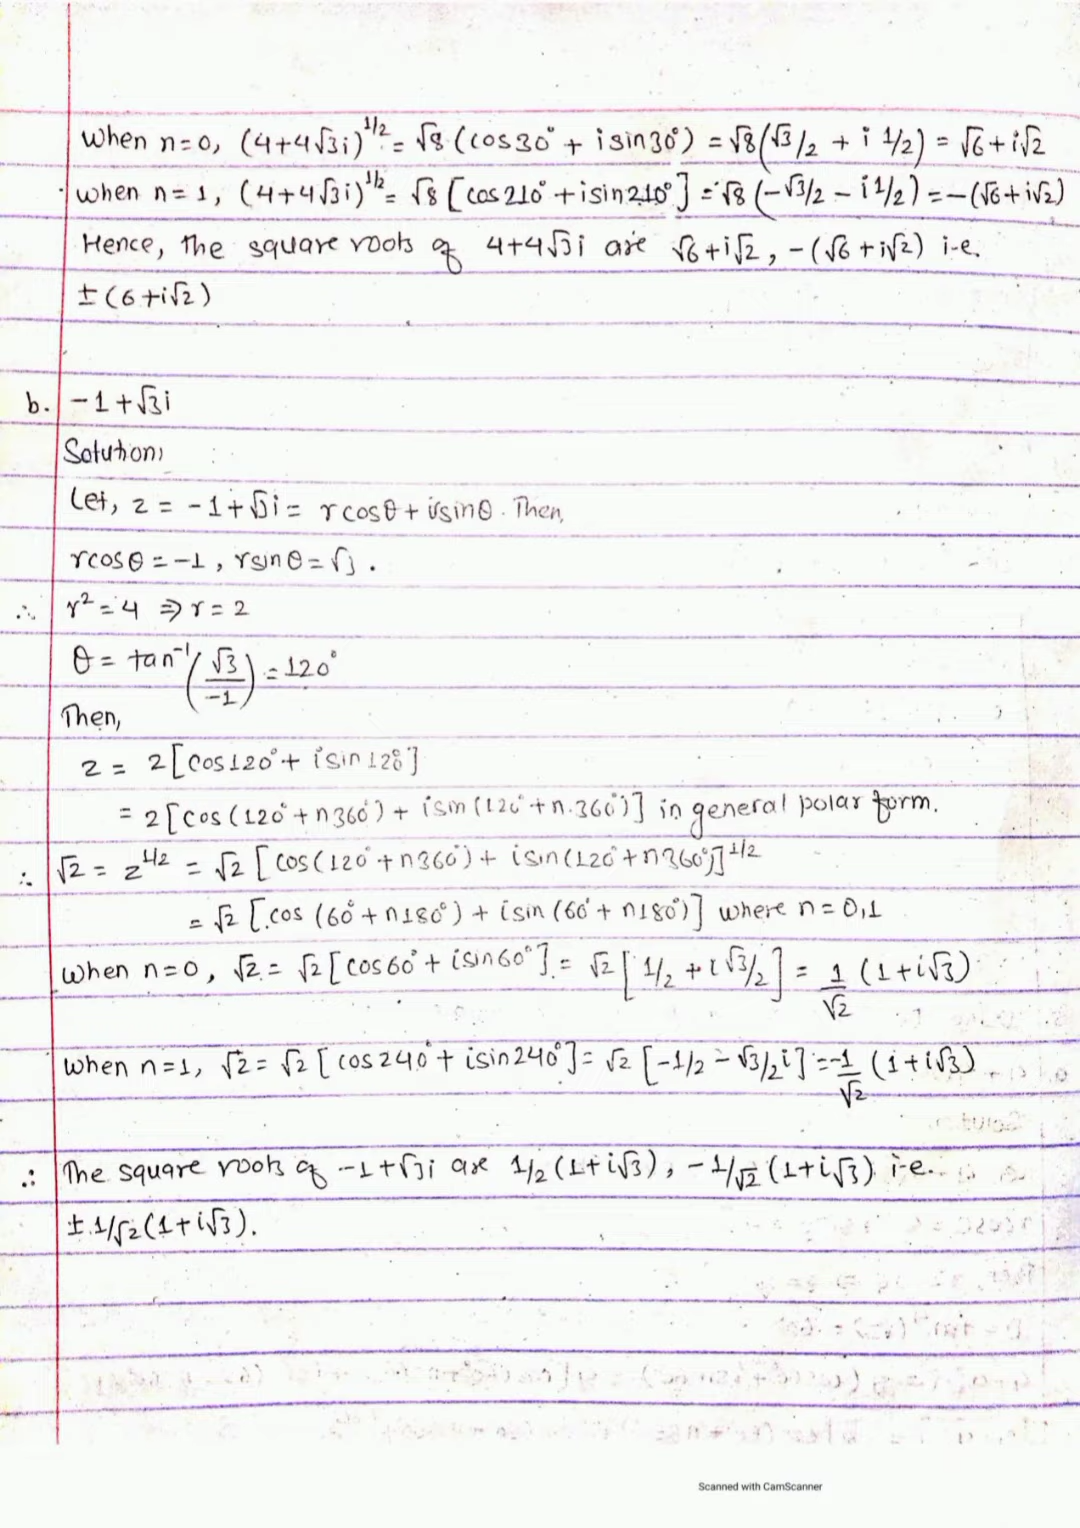 When n=0, (4+4√3i)^1/2 = √8 (cos30° + isin30°) = √8(√3/2 + i 1/2) = √6+i√2
when n=1, (4+4√3i)^1/2 = √8 [cos210° + isin210°] = √8 (-√3/2 - i 1/2) = -(√6+i√2)
Hence, the square roots of 4+4√3i are √6+i√2, -(√6+i√2) i.e.
±(6+i√2)
b. -1+√3i
Solution:
Let, z = -1+√3i = rcosθ + irsinθ. Then,
rcosθ = -1, rsinθ = √3.
∴ r² = 4 ⇒ r = 2
θ = tan⁻¹(√3/-1) = 120°
Then,
z = 2[cos120° + isin120°]
= 2[cos(120° + n360°) + isin(120° + n.360°)] in general polar form.
∴ √z = z^1/2 = √2 [cos(120° + n360°) + isin(120° + n360°)]^1/2
= √2 [cos (60° + n180°) + isin (60° + n180°)] where n=0,1
when n=0, √z = √2[cos60° + isin60°] = √2[1/2 + i√3/2] = 1/√2 (1+i√3)
when n=1, √z = √2 [cos240° + isin240°] = √2 [-1/2 - √3/2i] = -1/√2 (1+i√3)
∴ The square roots of -1+√3i are 1/2 (1+i√3), -1/√2 (1+i√3) i.e.
±1/√2(1+i√3).
Scanned with CamScanner